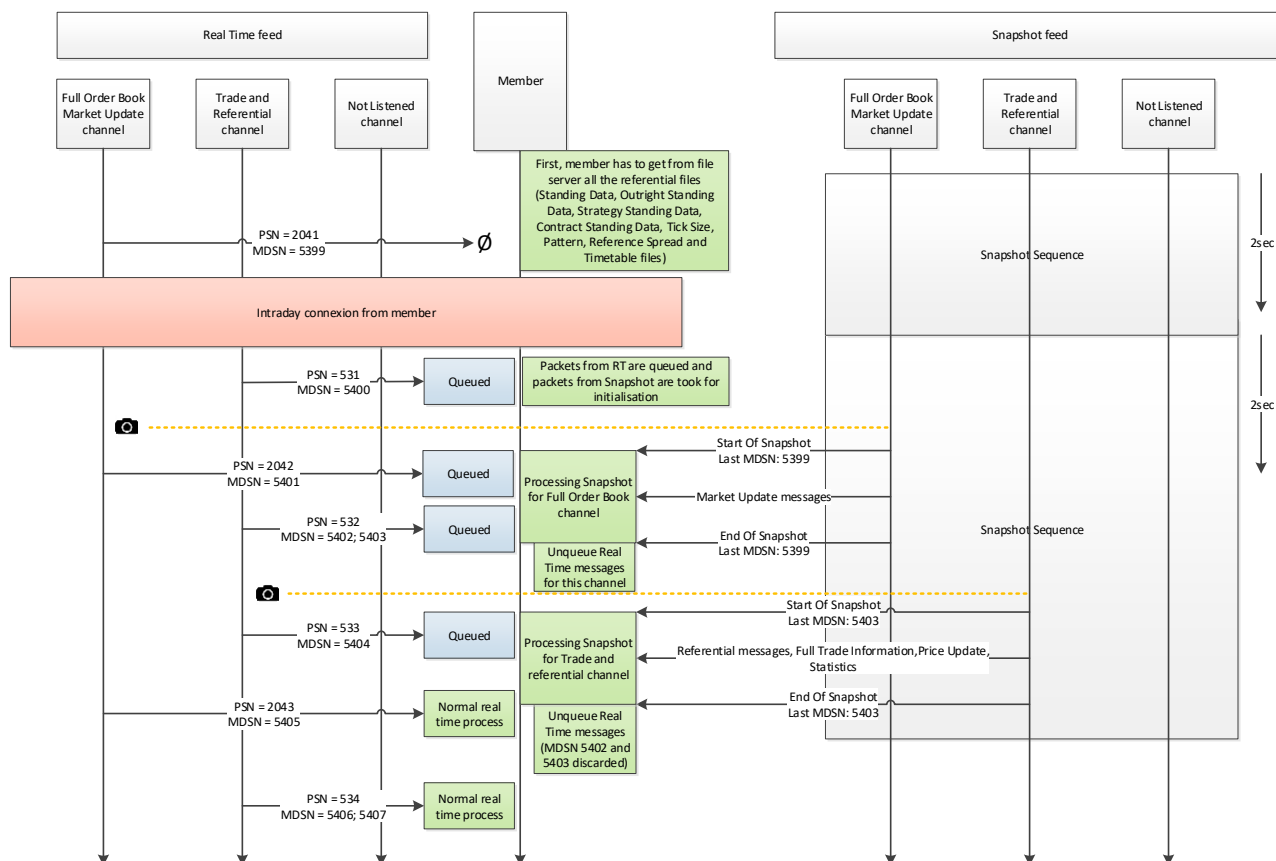 Real Time feed
Member
Snapshot feed
Full Order Book
Market Update
channel
Trade and
Referential
channel
Not Listened
channel
Full Order Book
Market Update
channel
Trade and
Referential
channel
Not Listened
channel
First, member has to get from file
server all the referential files
(Standing Data, Outright Standing
Data, Strategy Standing Data,
Contract Standing Data, Tick Size,
Pattern, Reference Spread and
Timetable files)
PSN = 2041
MDSN = 5399
Ø
Snapshot Sequence
2sec
Intraday connexion from member
PSN = 531
MDSN = 5400
Queued
Packets from RT are queued and
packets from Snapshot are took for
initialisation
2sec
Start Of Snapshot
Last MDSN: 5399
PSN = 2042
MDSN = 5401
Queued
Processing Snapshot
for Full Order Book
channel
Market Update messages
PSN = 532
MDSN = 5402; 5403
Queued
End Of Snapshot
Last MDSN: 5399
Snapshot Sequence
Unqueue Real
Time messages
for this channel
Start Of Snapshot
Last MDSN: 5403
PSN = 533
MDSN = 5404
Queued
Processing Snapshot
for Trade and
referential channel
Referential messages, Full Trade Information,Price Update,
Statistics
PSN = 2043
MDSN = 5405
Normal real
time process
End Of Snapshot
Last MDSN: 5403
Unqueue Real
Time messages
(MDSN 5402 and
5403 discarded)
PSN = 534
MDSN = 5406; 5407
Normal real
time process